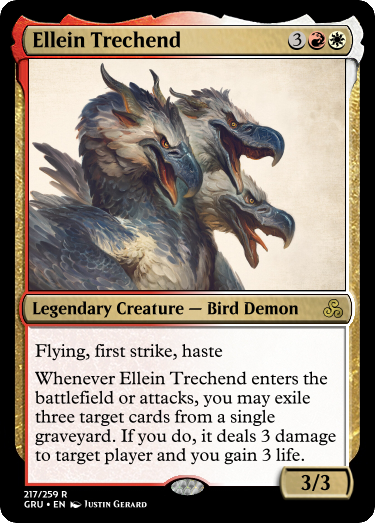 Ellein Trechend 3
Legendary Creature — Bird Demon
Flying, first strike, haste
Whenever Ellein Trechend enters the
battlefield or attacks, you may exile
three target cards from a single
graveyard. If you do, it deals 3 damage
to target player and you gain 3 life.
3/3
217/259 R
GRU • EN Justin Gerard